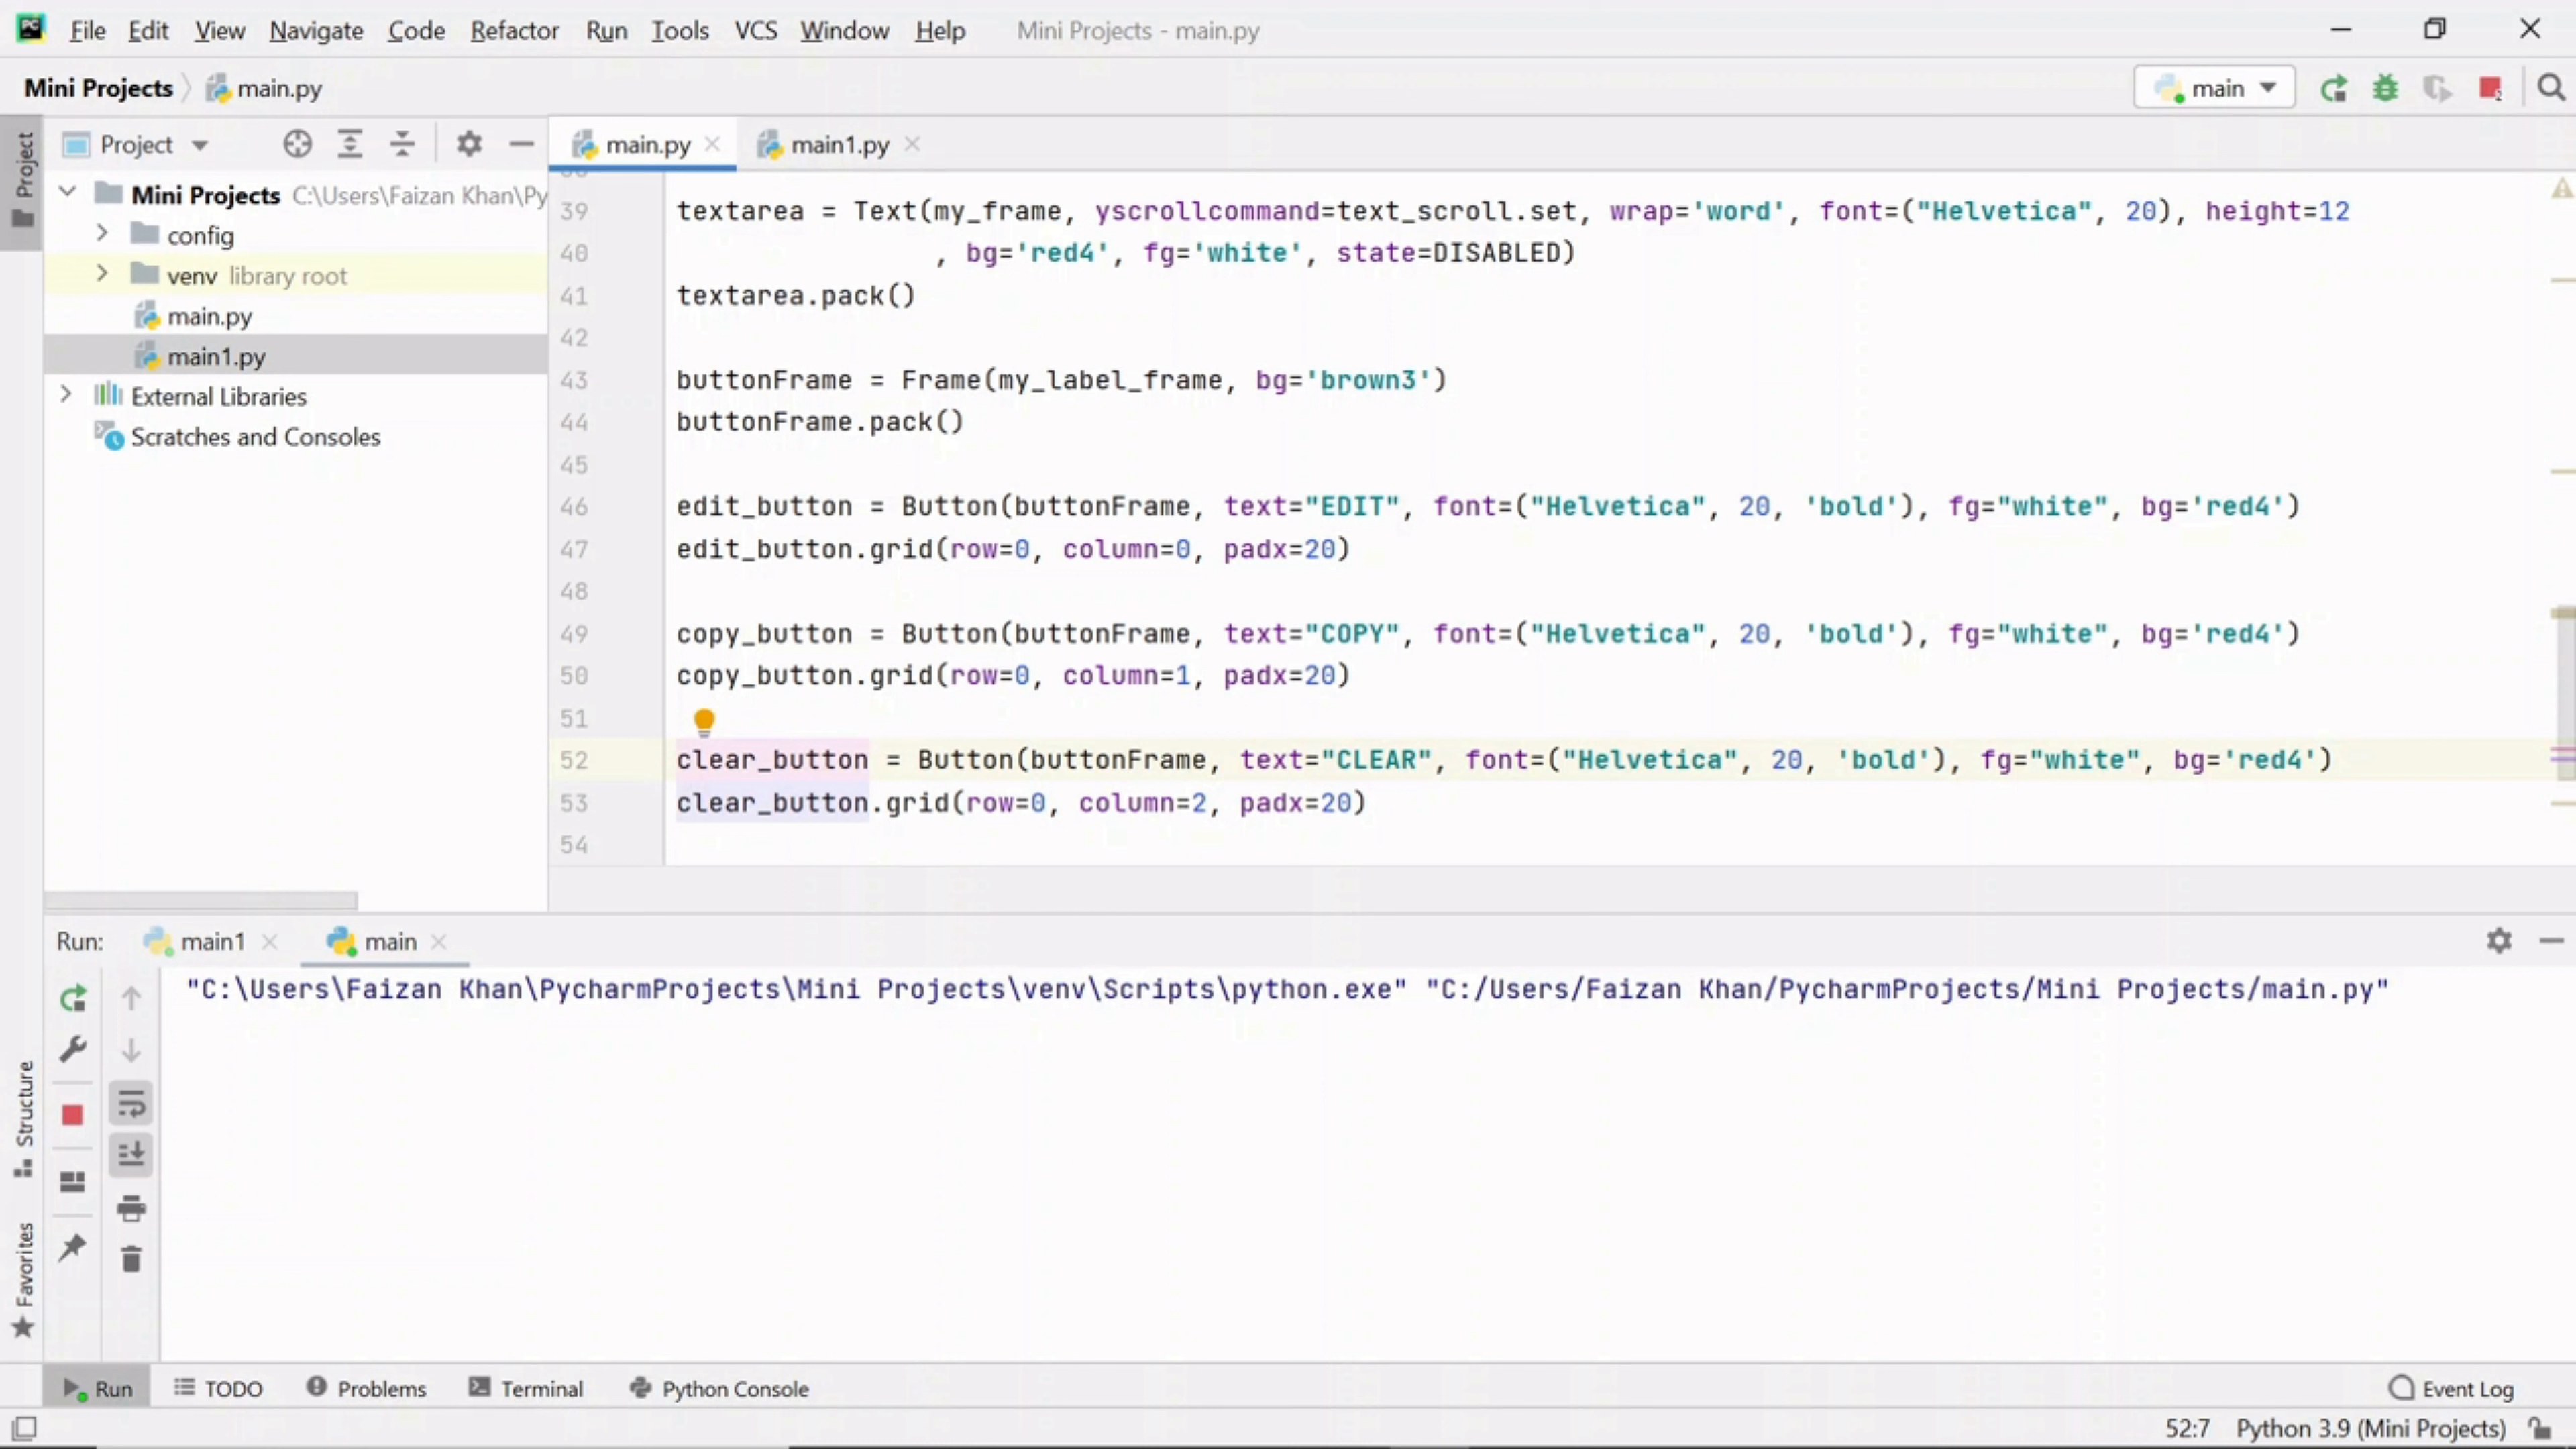 File Edit View Navigate Code Refactor Run Tools VCS Window Help Mini Projects - main.py
Mini Projects main.py main
Project main.py main1.py
Project
Mini Projects C:\Users\Faizan Khan\Py
config
venv library root
main.py
main1.py
External Libraries
Scratches and Consoles
39 textarea = Text(my_frame, yscrollcommand=text_scroll.set, wrap='word', font=("Helvetica", 20), height=12
40 , bg='red4', fg='white', state=DISABLED)
41 textarea.pack()
42
43 buttonFrame = Frame(my_label_frame, bg='brown3')
44 buttonFrame.pack()
45
46 edit_button = Button(buttonFrame, text="EDIT", font=("Helvetica", 20, 'bold'), fg="white", bg='red4')
47 edit_button.grid(row=0, column=0, padx=20)
48
49 copy_button = Button(buttonFrame, text="COPY", font=("Helvetica", 20, 'bold'), fg="white", bg='red4')
50 copy_button.grid(row=0, column=1, padx=20)
51
52 clear_button = Button(buttonFrame, text="CLEAR", font=("Helvetica", 20, 'bold'), fg="white", bg='red4')
53 clear_button.grid(row=0, column=2, padx=20)
54
Run: main1 main
"C:\Users\Faizan Khan\PycharmProjects\Mini Projects\venv\Scripts\python.exe" "C:/Users/Faizan Khan/PycharmProjects/Mini Projects/main.py"
Structure
Favorites
Run TODO Problems Terminal Python Console Event Log
52:7 Python 3.9 (Mini Projects)